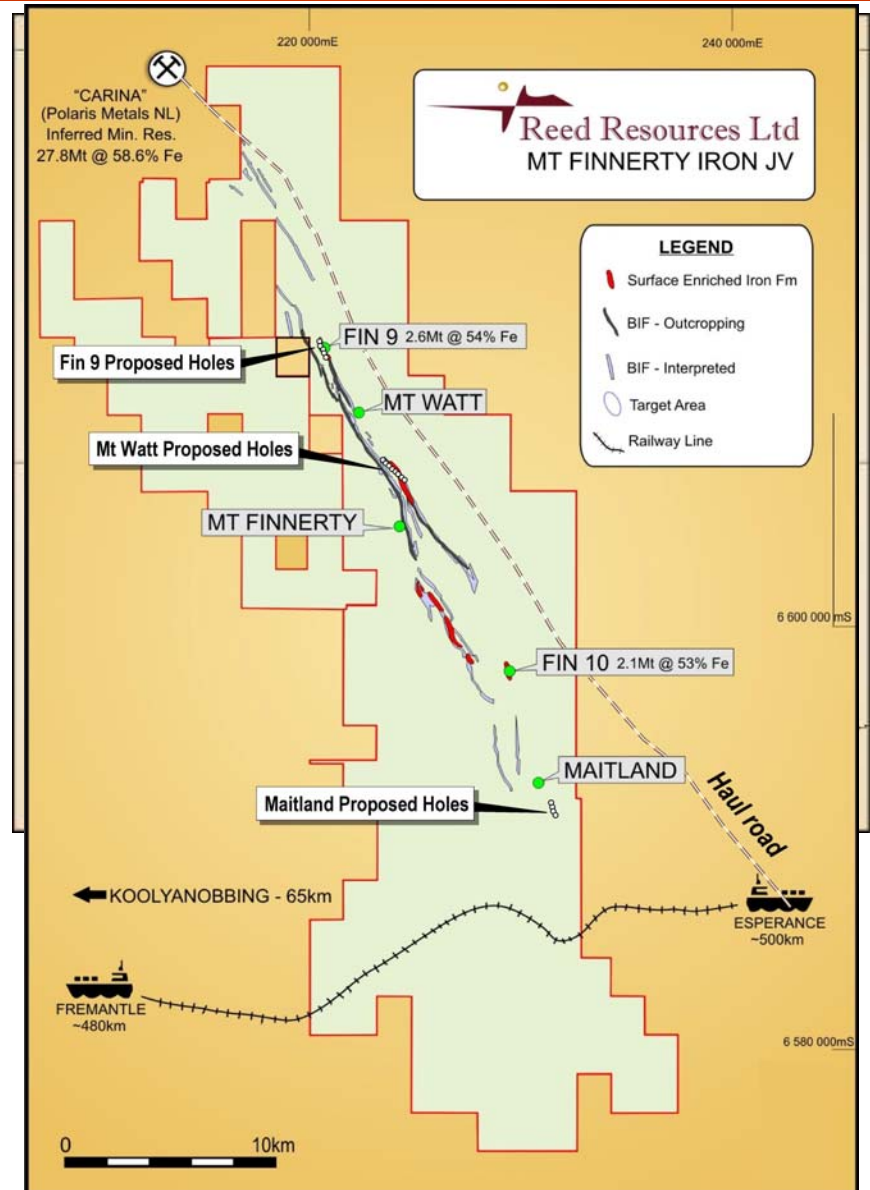 220 000mE
240 000mE
"CARINA"
(Polaris Metals NL)
Inferred Min. Res.
27.8Mt @ 58.6% Fe
Reed Resources Ltd
MT FINNERTY IRON JV
LEGEND
Surface Enriched Iron Fm
BIF - Outcropping
BIF - Interpreted
Target Area
Railway Line
FIN 9 2.6Mt @ 54% Fe
Fin 9 Proposed Holes
MT WATT
Mt Watt Proposed Holes
MT FINNERTY
6 600 000 mS
FIN 10 2.1Mt @ 53% Fe
MAITLAND
Maitland Proposed Holes
Haul road
KOOLYANOBBING - 65km
ESPERANCE
~500km
FREMANTLE
~480km
6 580 000mS
0 10km